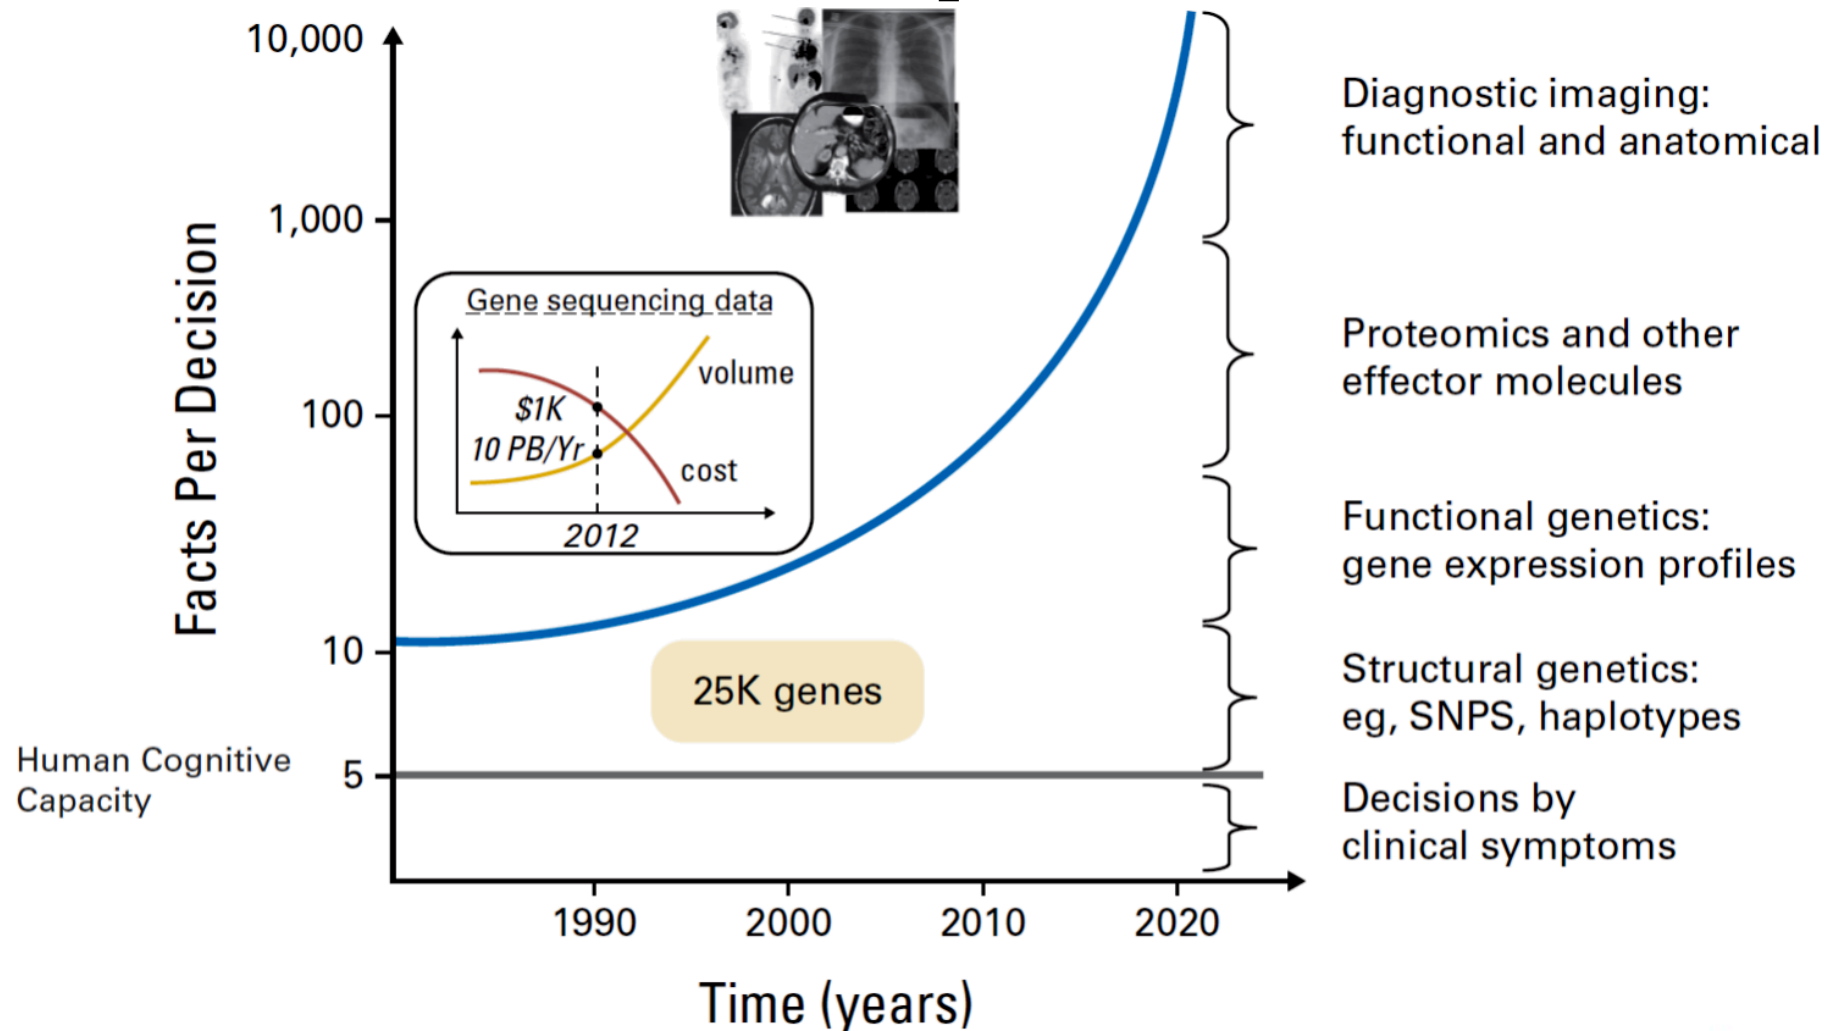 10,000
1,000
100
10
5
Facts Per Decision
Human Cognitive
Capacity
Gene sequencing data
volume
$1K
10 PB/Yr
cost
2012
25K genes
Diagnostic imaging:
functional and anatomical
Proteomics and other
effector molecules
Functional genetics:
gene expression profiles
Structural genetics:
eg, SNPS, haplotypes
Decisions by
clinical symptoms
1990
2000
2010
2020
Time (years)